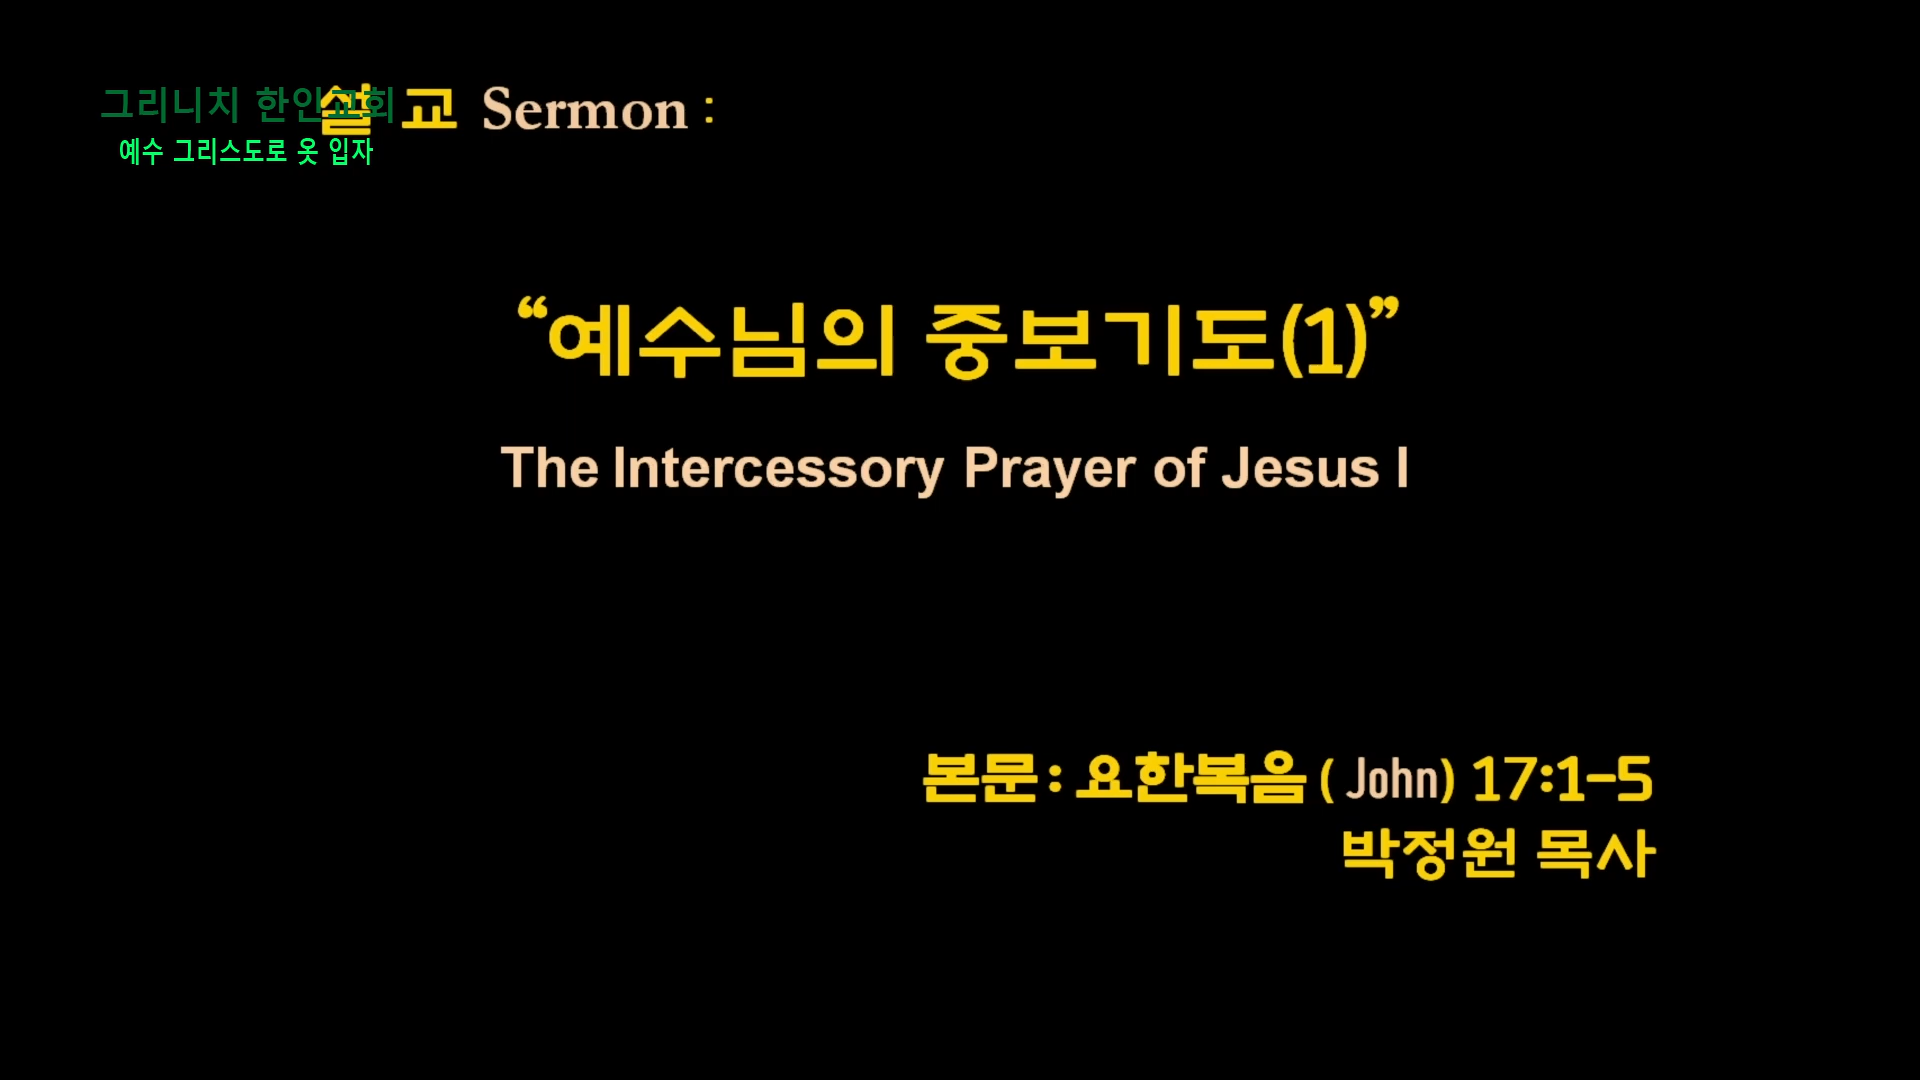 그리니치 한인교회
예수 그리스도로 옷 입자
설 교 Sermon :
“예수님의 중보기도(1)”
The Intercessory Prayer of Jesus I
본문 : 요한복음 ( John) 17:1-5
박정원 목사